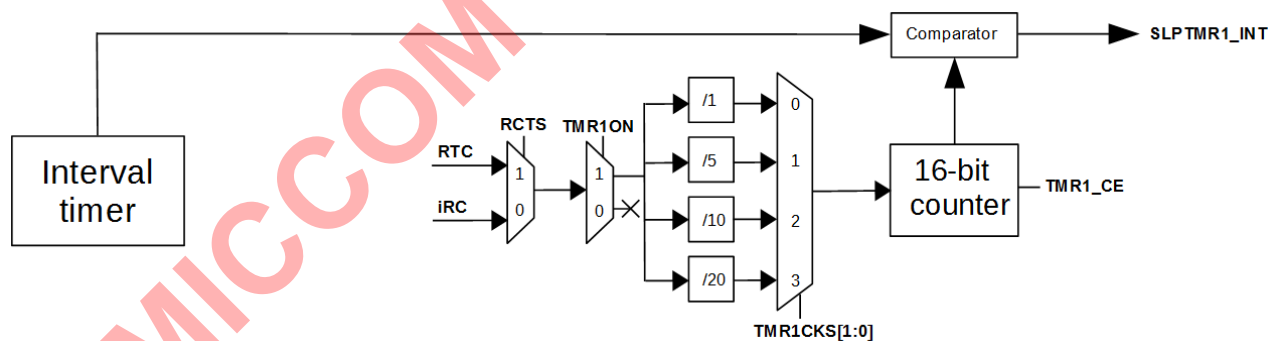 Comparator
SLPTMR1_INT
Interval
timer
RCTS
TMR1ON
RTC
iRC
1
0
1
0
/1
/5
/10
/20
0
1
2
3
TMR1CKS[1:0]
16-bit
counter
TMR1_CE
MICCOM